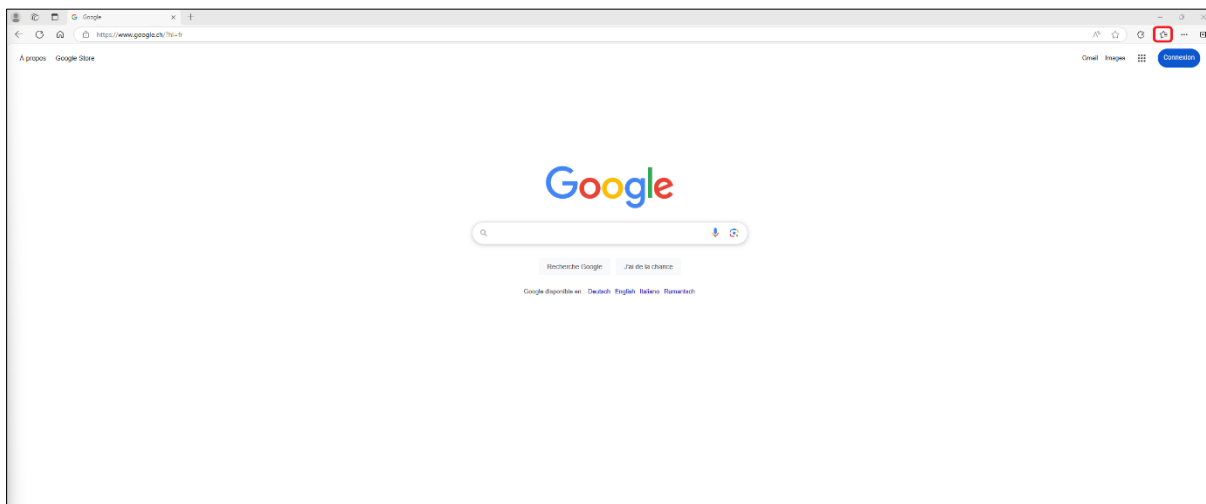 Google
https://www.google.ch/?hl=fr
À propos Google Store
Gmail Images
Connexion
Google
Recherche Google J'ai de la chance
Google disponible en : Deutsch English Italiano Rumantsch